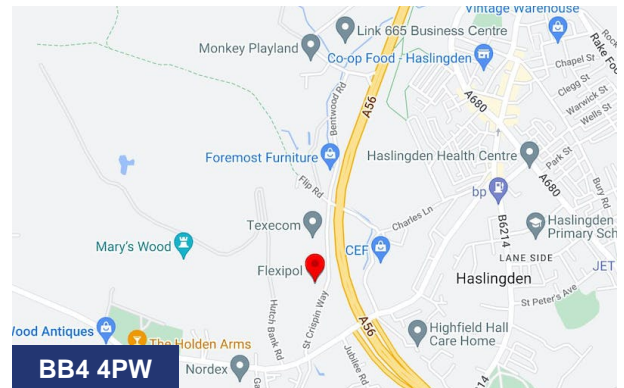 Vintage Warehouse
Link 665 Business Centre
Monkey Playland
Co-op Food - Haslingden
Chapel St
Clegg St
Warwick St
Wells St
A680
A56
Bentwood Rd
Foremost Furniture
Haslingden Health Centre
Park St
A680
Bury Rd
Flip Rd
bp
Charles Ln
Texecom
B6214
Haslingden
Primary Sch
Mary's Wood
CEF
LANE SIDE
JET
Flexipol
Haslingden
Hutch Bank Rd
St Crispin Way
St Peter's Ave
A56
Wood Antiques
The Holden Arms
Highfield Hall
Care Home
Jubilee Rd
Nordex
BB4 4PW